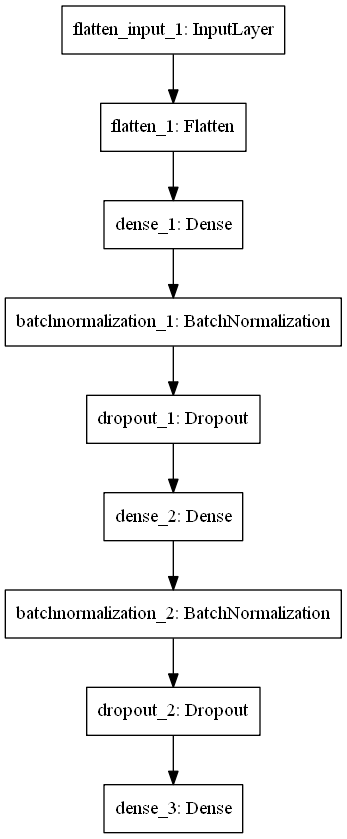 flatten_input_1: InputLayer
flatten_1: Flatten
dense_1: Dense
batchnormalization_1: BatchNormalization
dropout_1: Dropout
dense_2: Dense
batchnormalization_2: BatchNormalization
dropout_2: Dropout
dense_3: Dense